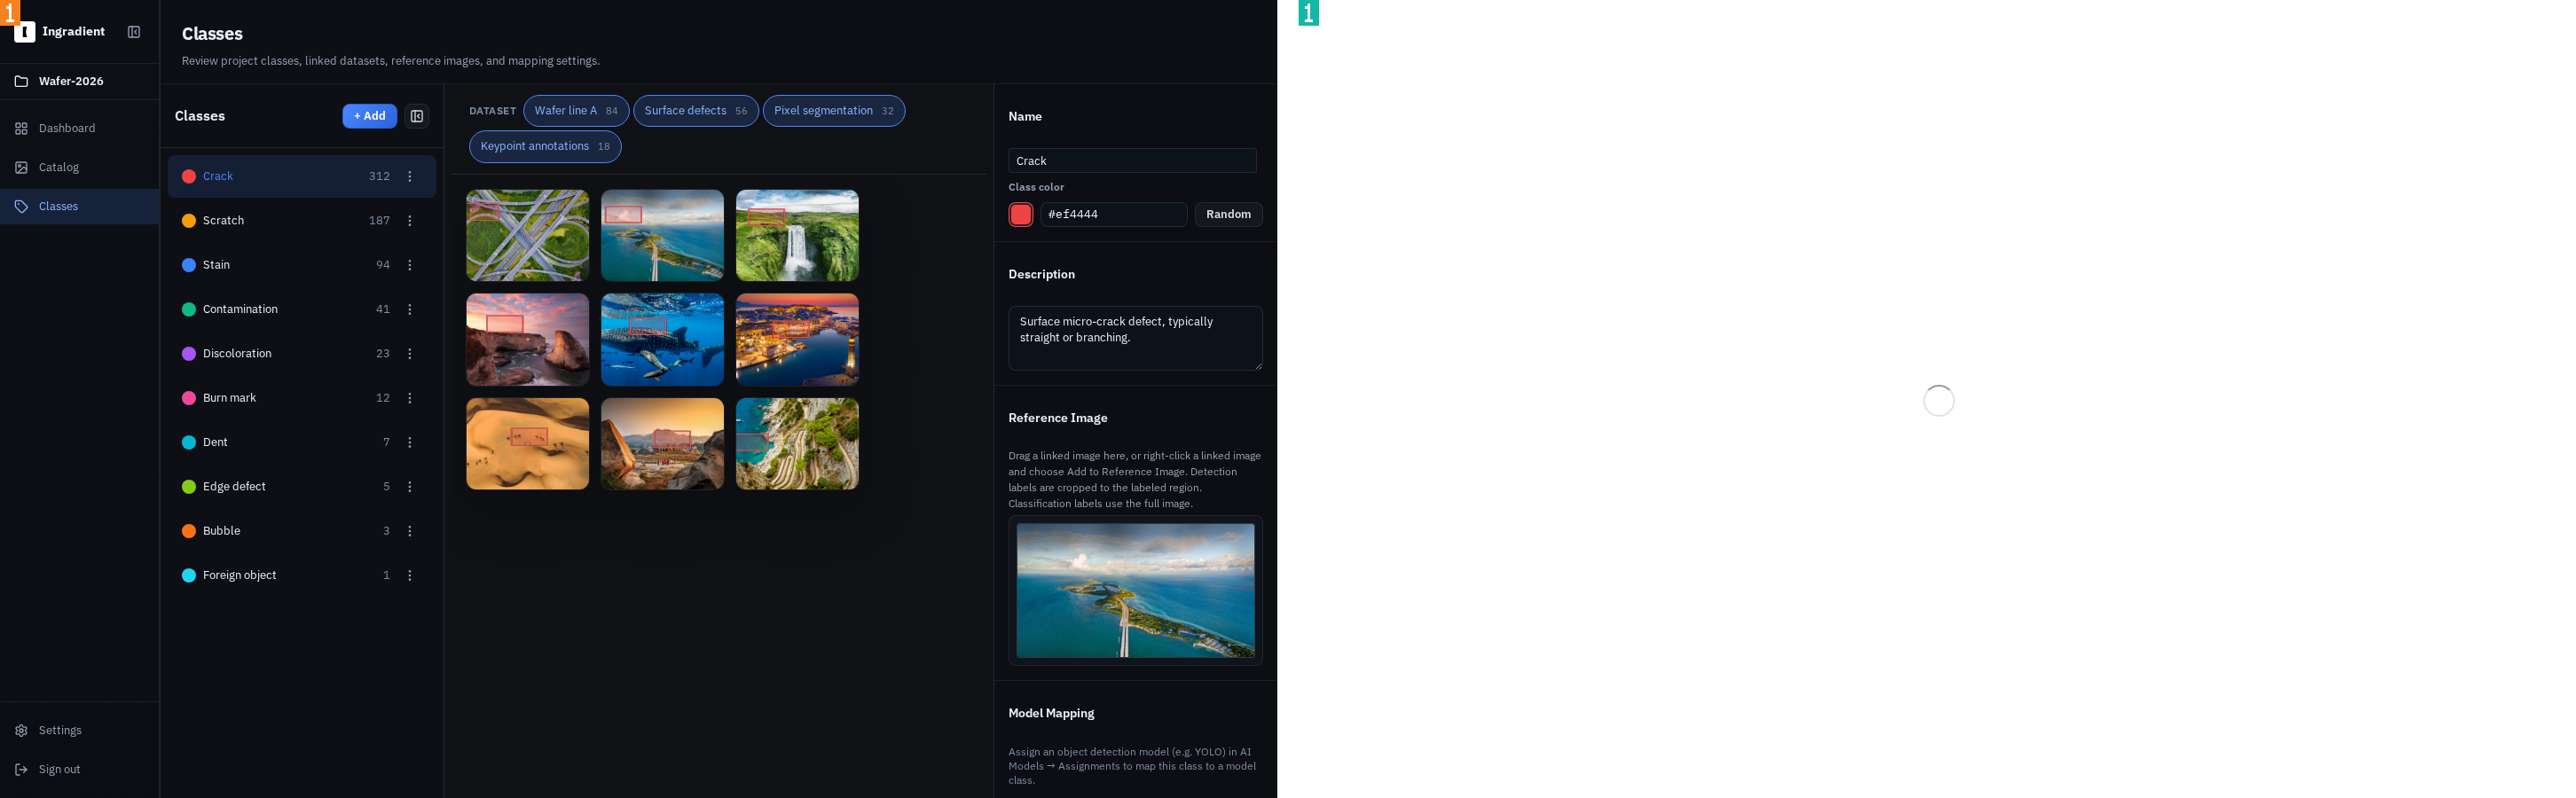 1
Ingradient
Wafer-2026
Dashboard
Catalog
Classes
Settings
Sign out
Classes
Review project classes, linked datasets, reference images, and mapping settings.
Classes
+ Add
Crack 312
Scratch 187
Stain 94
Contamination 41
Discoloration 23
Burn mark 12
Dent 7
Edge defect 5
Bubble 3
Foreign object 1
DATASET Wafer line A 84 Surface defects 56 Pixel segmentation 32
Keypoint annotations 18
Name
Crack
Class color
#ef4444 Random
Description
Surface micro-crack defect, typically
straight or branching.
Reference Image
Drag a linked image here, or right-click a linked image
and choose Add to Reference Image. Detection
labels are cropped to the labeled region.
Classification labels use the full image.
Model Mapping
Assign an object detection model (e.g. YOLO) in AI
Models → Assignments to map this class to a model
class.
1